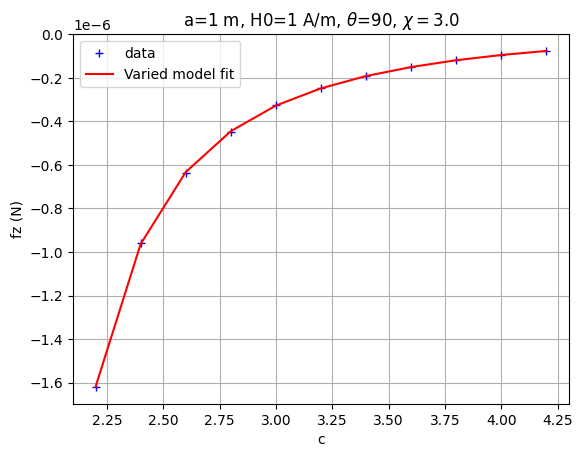 a=1 m, H0=1 A/m, θ=90, χ = 3.0
1e−6
0.0
−0.2
−0.4
−0.6
−0.8
−1.0
−1.2
−1.4
−1.6
fz (N)
data
Varied model fit
2.25 2.50 2.75 3.00 3.25 3.50 3.75 4.00 4.25
c